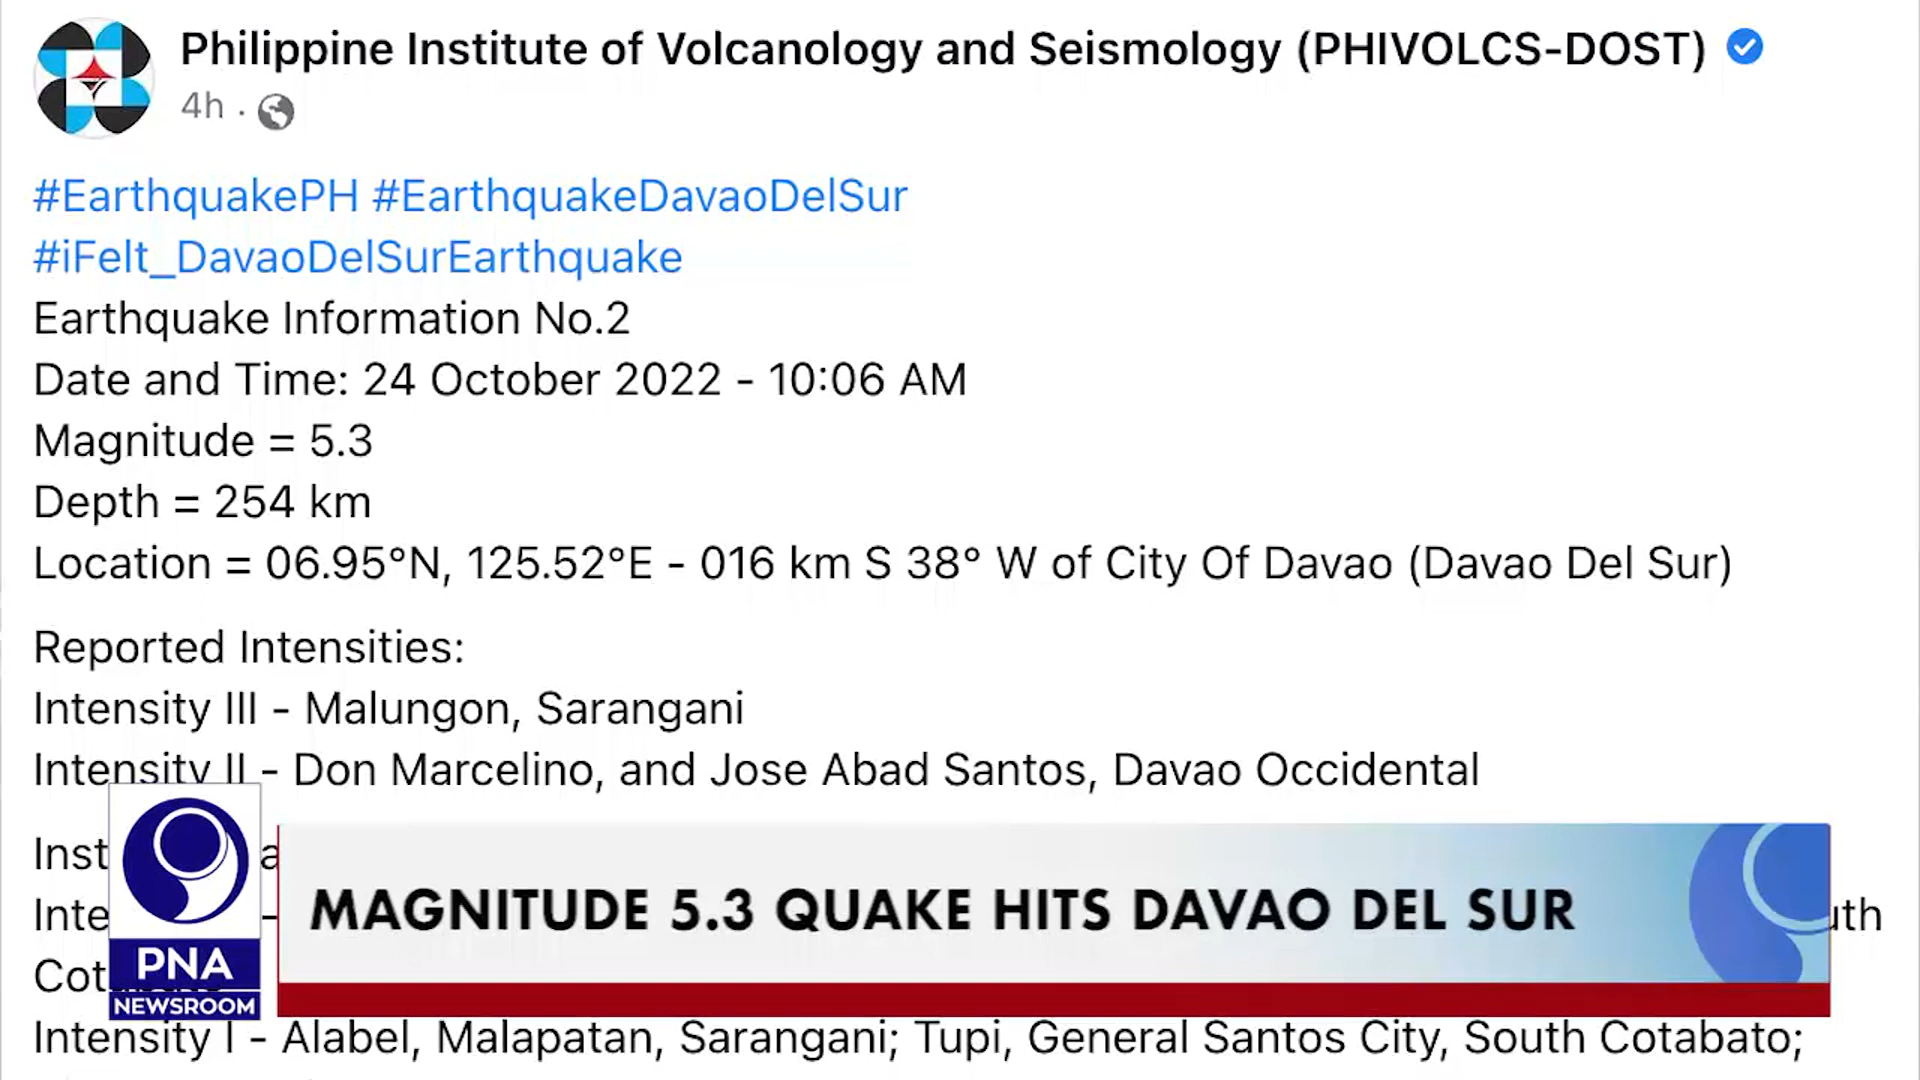 Philippine Institute of Volcanology and Seismology (PHIVOLCS-DOST)
4h ·
#EarthquakePH #EarthquakeDavaoDelSur
#iFelt_DavaoDelSurEarthquake
Earthquake Information No.2
Date and Time: 24 October 2022 - 10:06 AM
Magnitude = 5.3
Depth = 254 km
Location = 06.95°N, 125.52°E - 016 km S 38° W of City Of Davao (Davao Del Sur)
Reported Intensities:
Intensity III - Malungon, Sarangani
Intensity II - Don Marcelino, and Jose Abad Santos, Davao Occidental
MAGNITUDE 5.3 QUAKE HITS DAVAO DEL SUR
PNA
NEWSROOM
Intensity I - Alabel, Malapatan, Sarangani; Tupi, General Santos City, South Cotabato;